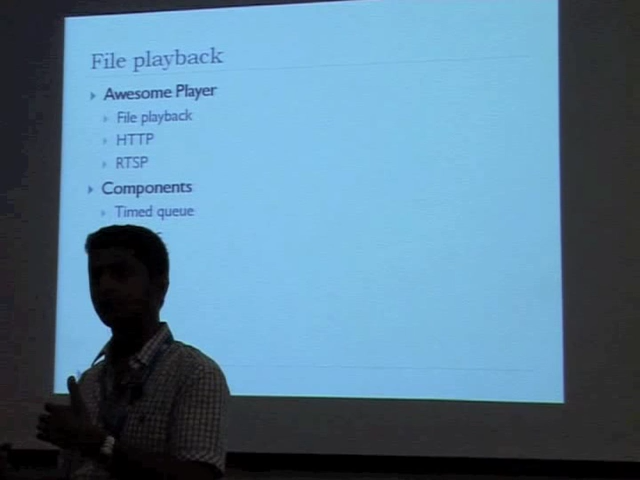 File playback
Awesome Player
File playback
HTTP
RTSP
Components
Timed queue